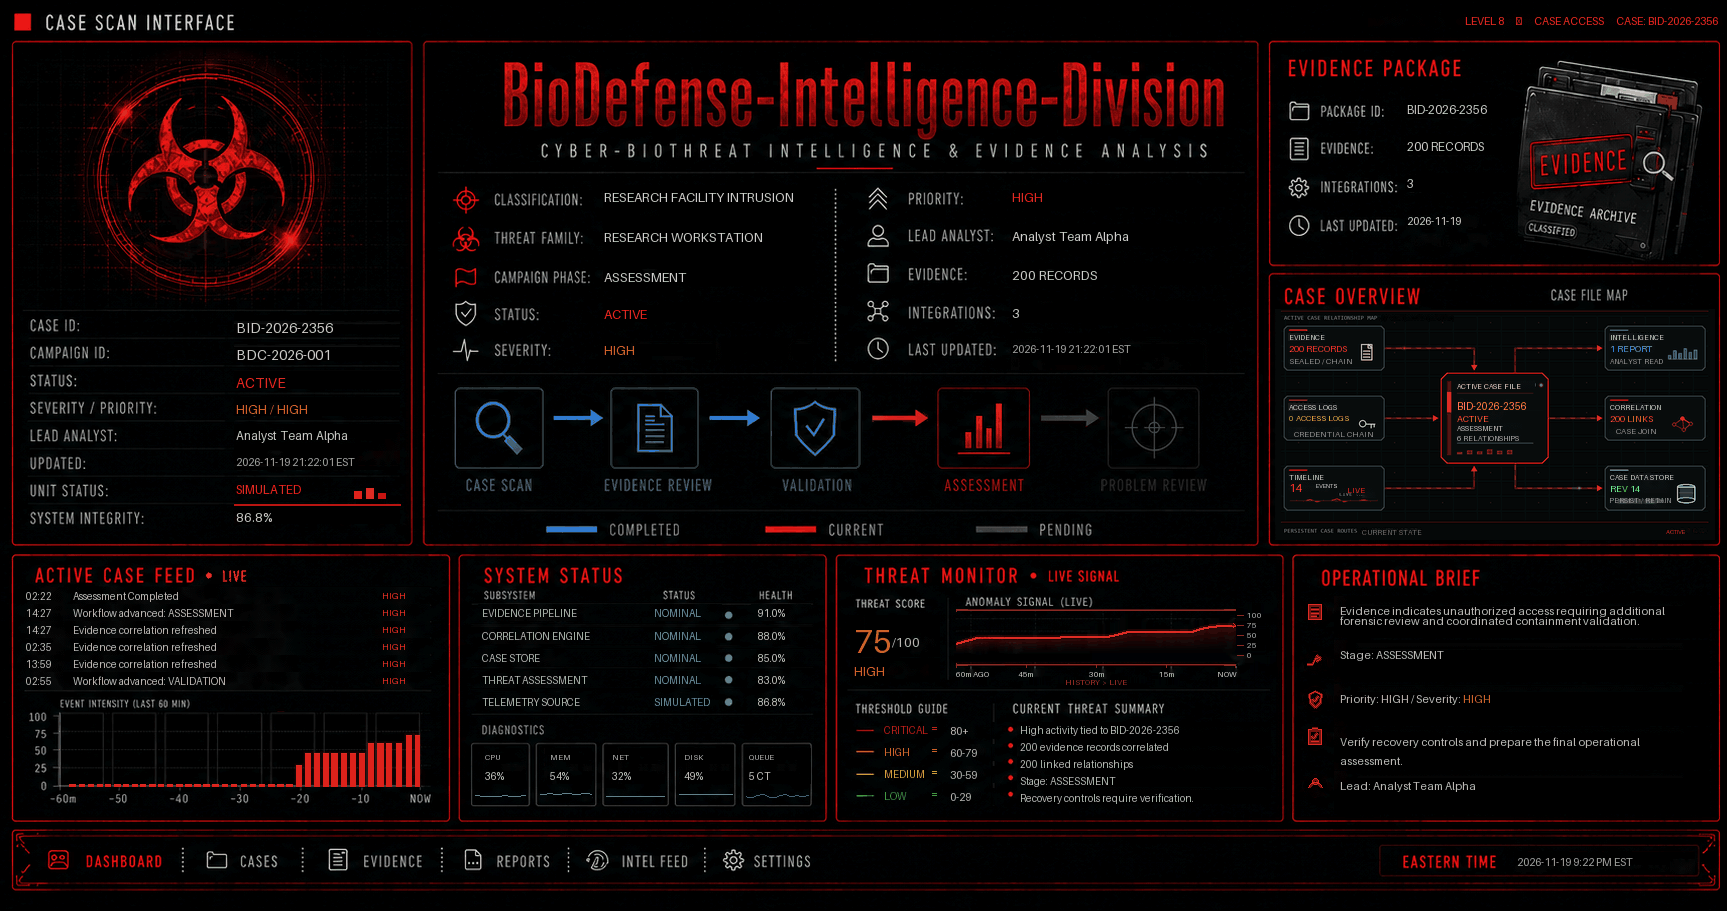 CASE SCAN INTERFACE
LEVEL 8 CASE ACCESS CASE: BID-2026-2356
CASE ID: BID-2026-2356
CAMPAIGN ID: BDC-2026-001
STATUS: ACTIVE
SEVERITY / PRIORITY: HIGH / HIGH
LEAD ANALYST: Analyst Team Alpha
UPDATED: 2026-11-19 21:22:01 EST
UNIT STATUS: SIMULATED
SYSTEM INTEGRITY: 86.8%
BioDefense-Intelligence-Division
CYBER-BIOTHREAT INTELLIGENCE & EVIDENCE ANALYSIS
CLASSIFICATION: RESEARCH FACILITY INTRUSION
THREAT FAMILY: RESEARCH WORKSTATION
CAMPAIGN PHASE: ASSESSMENT
STATUS: ACTIVE
SEVERITY: HIGH
PRIORITY: HIGH
LEAD ANALYST: Analyst Team Alpha
EVIDENCE: 200 RECORDS
INTEGRATIONS: 3
LAST UPDATED: 2026-11-19 21:22:01 EST
CASE SCAN
EVIDENCE REVIEW
VALIDATION
ASSESSMENT
PROBLEM REVIEW
COMPLETED
CURRENT
PENDING
EVIDENCE PACKAGE
PACKAGE ID: BID-2026-2356
EVIDENCE: 200 RECORDS
INTEGRATIONS: 3
LAST UPDATED: 2026-11-19
EVIDENCE
EVIDENCE ARCHIVE
CLASSIFIED
CASE OVERVIEW
CASE FILE MAP
ACTIVE CASE RELATIONSHIP MAP
EVIDENCE
200 RECORDS
SEALED / CHAIN
ACCESS LOGS
0 ACCESS LOGS
CREDENTIAL CHAIN
TIMELINE
14 EVENTS
LIVE
ACTIVE CASE FILE
BID-2026-2356
ACTIVE
ASSESSMENT
6 RELATIONSHIPS
INTELLIGENCE
1 REPORT
ANALYST READ
CORRELATION
200 LINKS
CASE JOIN
CASE DATASTORE
REV 14
PERSISTENT CASE ROUTES CURRENT STATE
ACTIVE
ACTIVE CASE FEED • LIVE
02:22 Assessment Completed HIGH
14:27 Workflow advanced: ASSESSMENT HIGH
14:27 Evidence correlation refreshed HIGH
02:35 Evidence correlation refreshed HIGH
13:59 Evidence correlation refreshed HIGH
02:55 Workflow advanced: VALIDATION HIGH
EVENT INTENSITY (LAST 60 MIN)
100
75
50
25
0
-60m -50 -40 -30 -20 -10 NOW
SYSTEM STATUS
SUBSYSTEM STATUS HEALTH
EVIDENCE PIPELINE NOMINAL 91.0%
CORRELATION ENGINE NOMINAL 88.0%
CASE STORE NOMINAL 85.0%
THREAT ASSESSMENT NOMINAL 83.0%
TELEMETRY SOURCE SIMULATED 86.8%
DIAGNOSTICS
CPU MEM NET DISK QUEUE
36% 54% 32% 49% 5 CT
THREAT MONITOR • LIVE SIGNAL
THREAT SCORE
75/100
HIGH
ANOMALY SIGNAL (LIVE)
100
75
50
25
0
60m AGO 45m 30m 15m NOW
HISTORY > LIVE
THRESHOLD GUIDE
CRITICAL = 80+
HIGH = 60-79
MEDIUM = 30-59
LOW = 0-29
CURRENT THREAT SUMMARY
High activity tied to BID-2026-2356
200 evidence records correlated
200 linked relationships
Stage: ASSESSMENT
Recovery controls require verification.
OPERATIONAL BRIEF
Evidence indicates unauthorized access requiring additional
forensic review and coordinated containment validation.
Stage: ASSESSMENT
Priority: HIGH / Severity: HIGH
Verify recovery controls and prepare the final operational
assessment.
Lead: Analyst Team Alpha
DASHBOARD
CASES
EVIDENCE
REPORTS
INTEL FEED
SETTINGS
EASTERN TIME 2026-11-19 9:22 PM EST